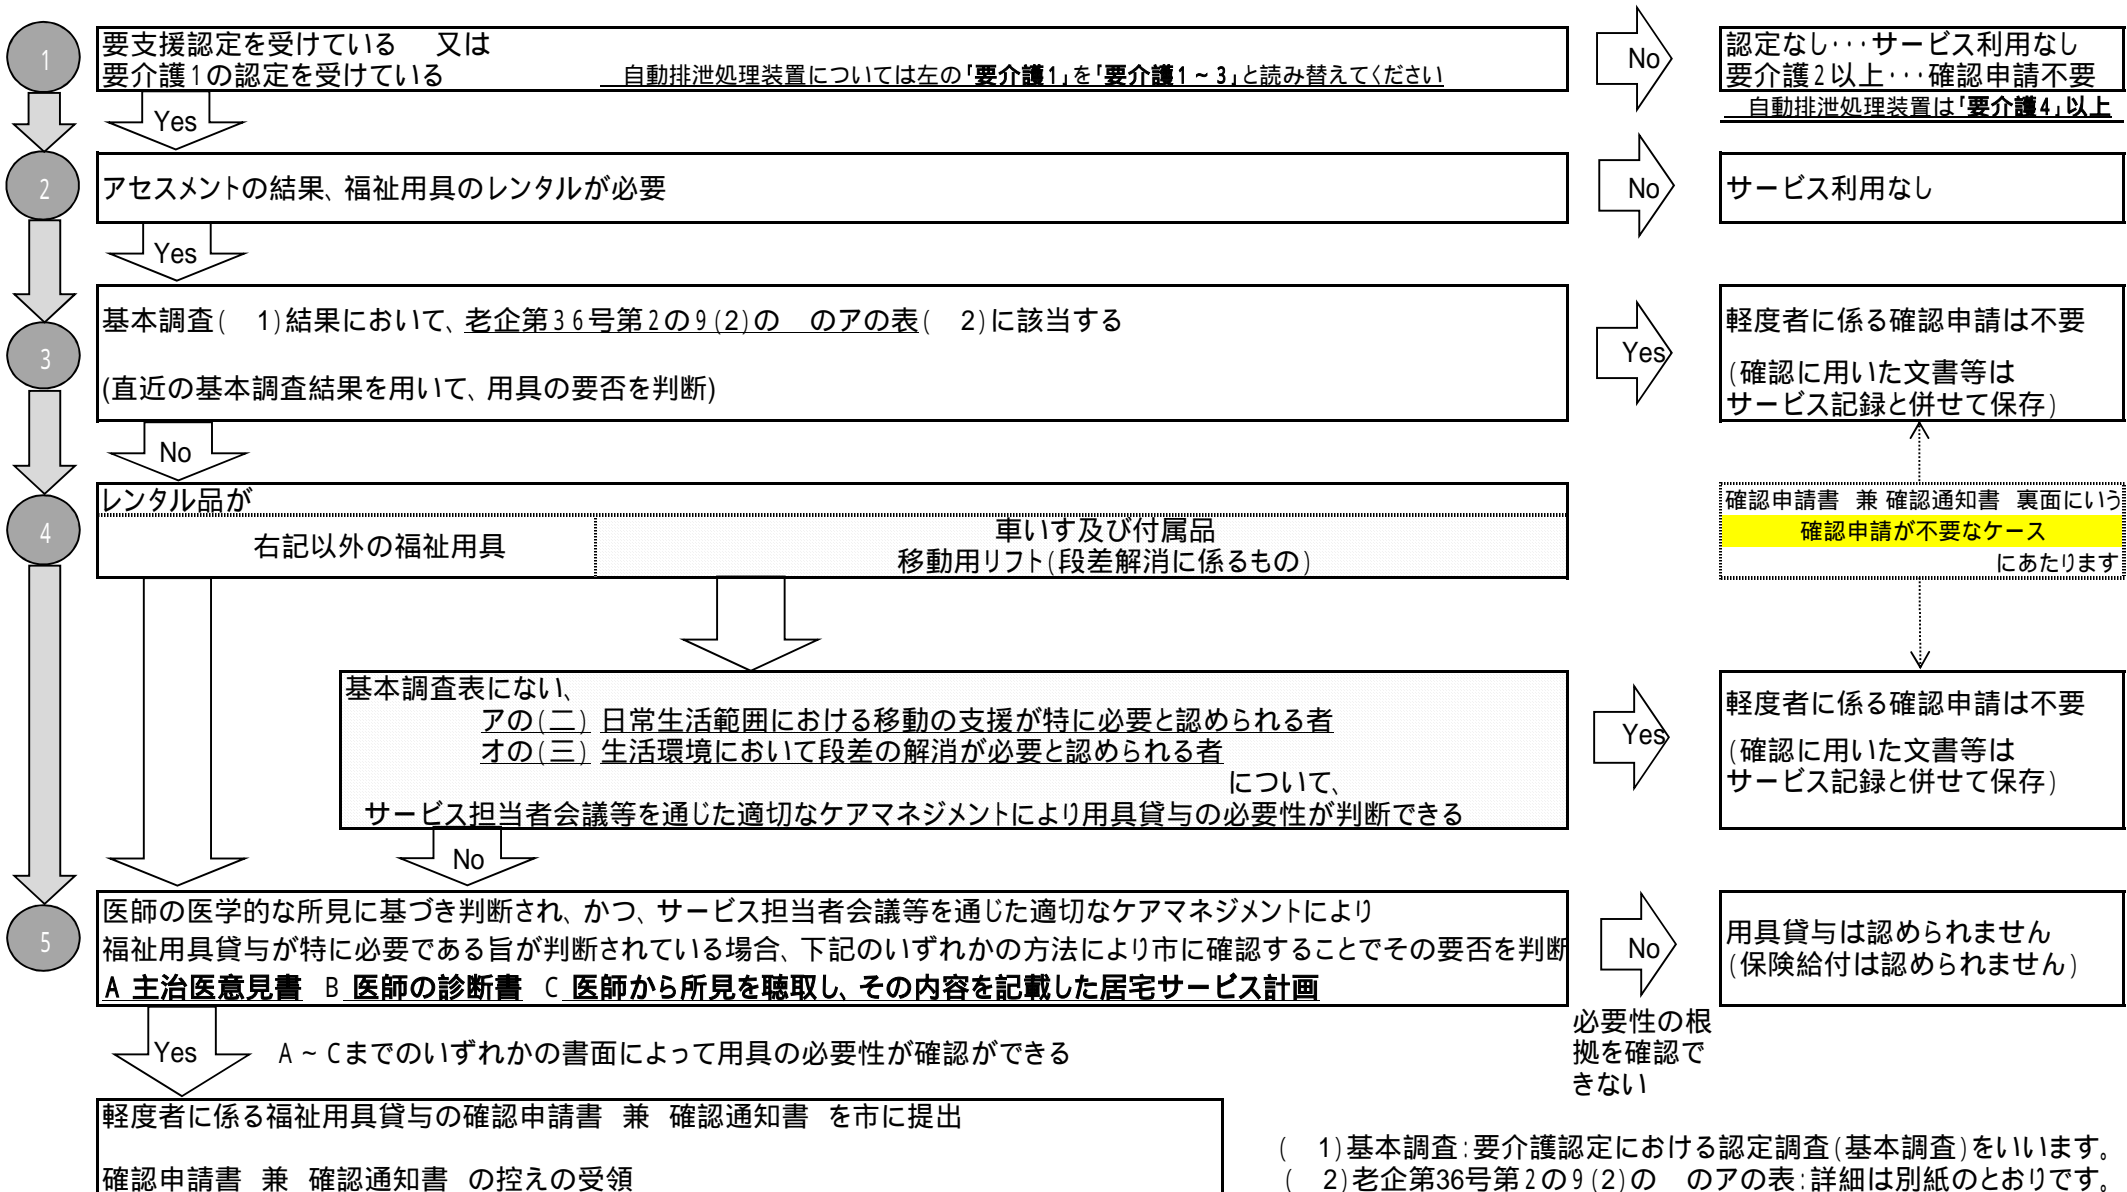 1
要支援認定を受けている　又は
要介護1の認定を受けている　自動排泄処理装置については左の「要介護1」を「要介護1~3」と読み替えてください
No
認定なし・・・サービス利用なし
要介護2以上・・・確認申請不要
自動排泄処理装置は「要介護4」以上
Yes
2
アセスメントの結果、福祉用具のレンタルが必要
No
サービス利用なし
Yes
3
基本調査(　1)結果において、老企第36号第2の9(2)の　のアの表(　2)に該当する
(直近の基本調査結果を用いて、用具の要否を判断)
Yes
軽度者に係る確認申請は不要
(確認に用いた文書等は
サービス記録と併せて保存)
No
4
レンタル品が
右記以外の福祉用具
車いす及び付属品
移動用リフト(段差解消に係るもの)
確認申請書　兼 確認通知書　裏面にいう
確認申請が不要なケース
にあたります
基本調査表にない、
アの(二) 日常生活範囲における移動の支援が特に必要と認められる者
オの(三) 生活環境において段差の解消が必要と認められる者
について、
サービス担当者会議等を通じた適切なケアマネジメントにより用具貸与の必要性が判断できる
Yes
軽度者に係る確認申請は不要
(確認に用いた文書等は
サービス記録と併せて保存)
No
5
医師の医学的な所見に基づき判断され、かつ、サービス担当者会議等を通じた適切なケアマネジメントにより
福祉用具貸与が特に必要である旨が判断されている場合、下記のいずれかの方法により市に確認することでその要否を判断
A 主治医意見書　B 医師の診断書　C 医師から所見を聴取し、その内容を記載した居宅サービス計画
No
用具貸与は認められません
(保険給付は認められません)
必要性の根
拠を確認で
きない
Yes
A~Cまでのいずれかの書面によって用具の必要性が確認ができる
軽度者に係る福祉用具貸与の確認申請書　兼　確認通知書　を市に提出
確認申請書　兼　確認通知書　の控えの受領
(　1)基本調査:要介護認定における認定調査(基本調査)をいいます。
(　2)老企第36号第2の9(2)の　のアの表:詳細は別紙のとおりです。